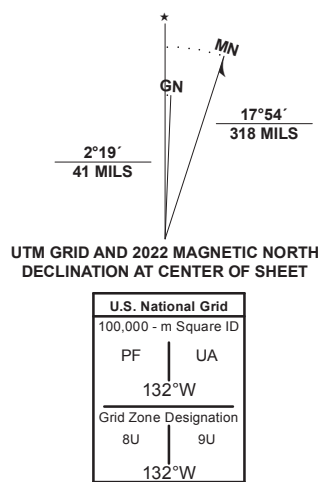 ★
MN
GN
17°54´
318 MILS
2°19´
41 MILS
UTM GRID AND 2022 MAGNETIC NORTH
DECLINATION AT CENTER OF SHEET
U.S. National Grid
100,000 - m Square ID
PF UA
132°W
Grid Zone Designation
8U 9U
132°W